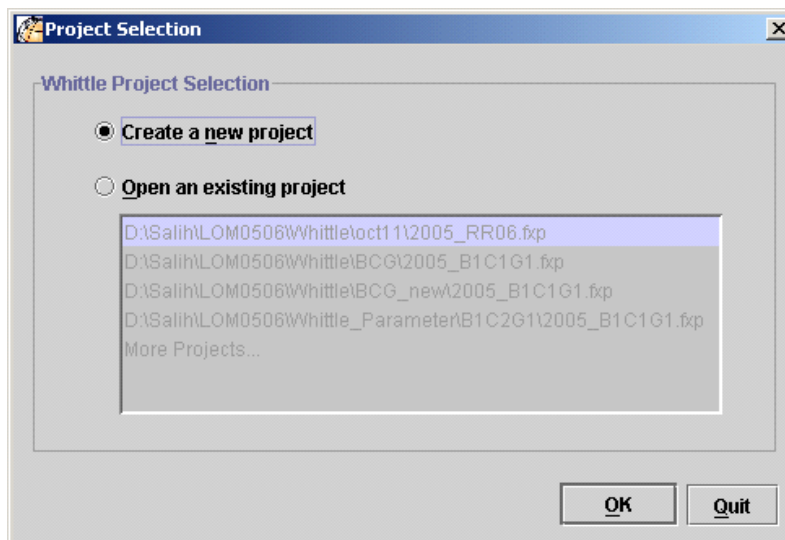 Project Selection
Whittle Project Selection
Create a new project
Open an existing project
D:\Salih\LOM0506\Whittle\oct11\2005_RR06.fxp
D:\Salih\LOM0506\Whittle\BCG\2005_B1C1G1.fxp
D:\Salih\LOM0506\Whittle\BCG_new\2005_B1C1G1.fxp
D:\Salih\LOM0506\Whittle_Parameter\B1C2G1\2005_B1C1G1.fxp
More Projects...
OK
Quit